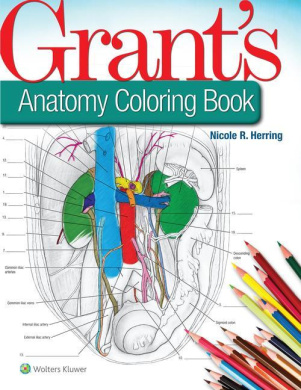 Grant's
Anatomy Coloring Book
Nicole R. Herring
Spleen
Common iliac
arteries
Descending
colon
Common iliac vein
Internal iliac artery
External iliac artery
Sigmoid colon
Wolters Kluwer